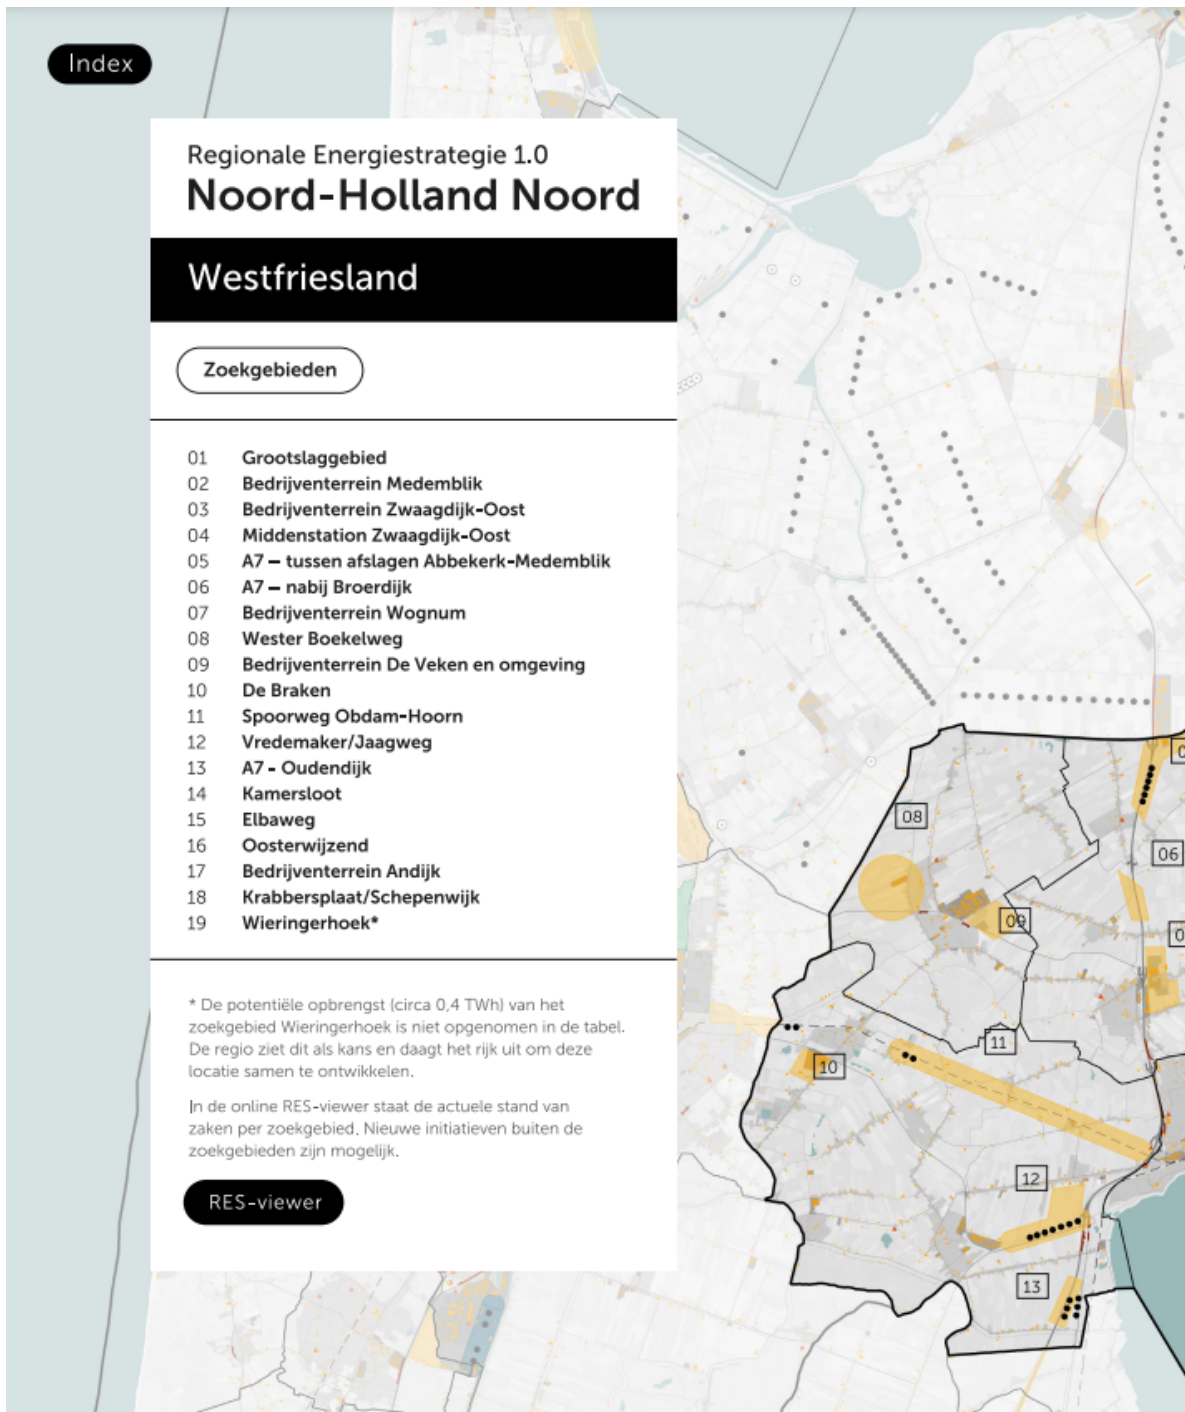 Index
Regionale Energiestrategie 1.0
Noord-Holland Noord
Westfriesland
Zoekgebieden
01 Grootslaggebied
02 Bedrijventerrein Medemblik
03 Bedrijventerrein Zwaagdijk-Oost
04 Middenstation Zwaagdijk-Oost
05 A7 – tussen afslagen Abbekerk-Medemblik
06 A7 – nabij Broerdijk
07 Bedrijventerrein Wognum
08 Wester Boekelweg
09 Bedrijventerrein De Veken en omgeving
10 De Braken
11 Spoorweg Obdam-Hoorn
12 Vredemaker/Jaagweg
13 A7 - Oudendijk
14 Kamersloot
15 Elbaweg
16 Oosterwijzend
17 Bedrijventerrein Andijk
18 Krabbersplaat/Schepenwijk
19 Wieringerhoek*
* De potentiële opbrengst (circa 0,4 TWh) van het
zoekgebied Wieringerhoek is niet opgenomen in de tabel.
De regio ziet dit als kans en daagt het rijk uit om deze
locatie samen te ontwikkelen.
In de online RES-viewer staat de actuele stand van
zaken per zoekgebied. Nieuwe initiatieven buiten de
zoekgebieden zijn mogelijk.
RES-viewer
08
06
09
11
10
12
13